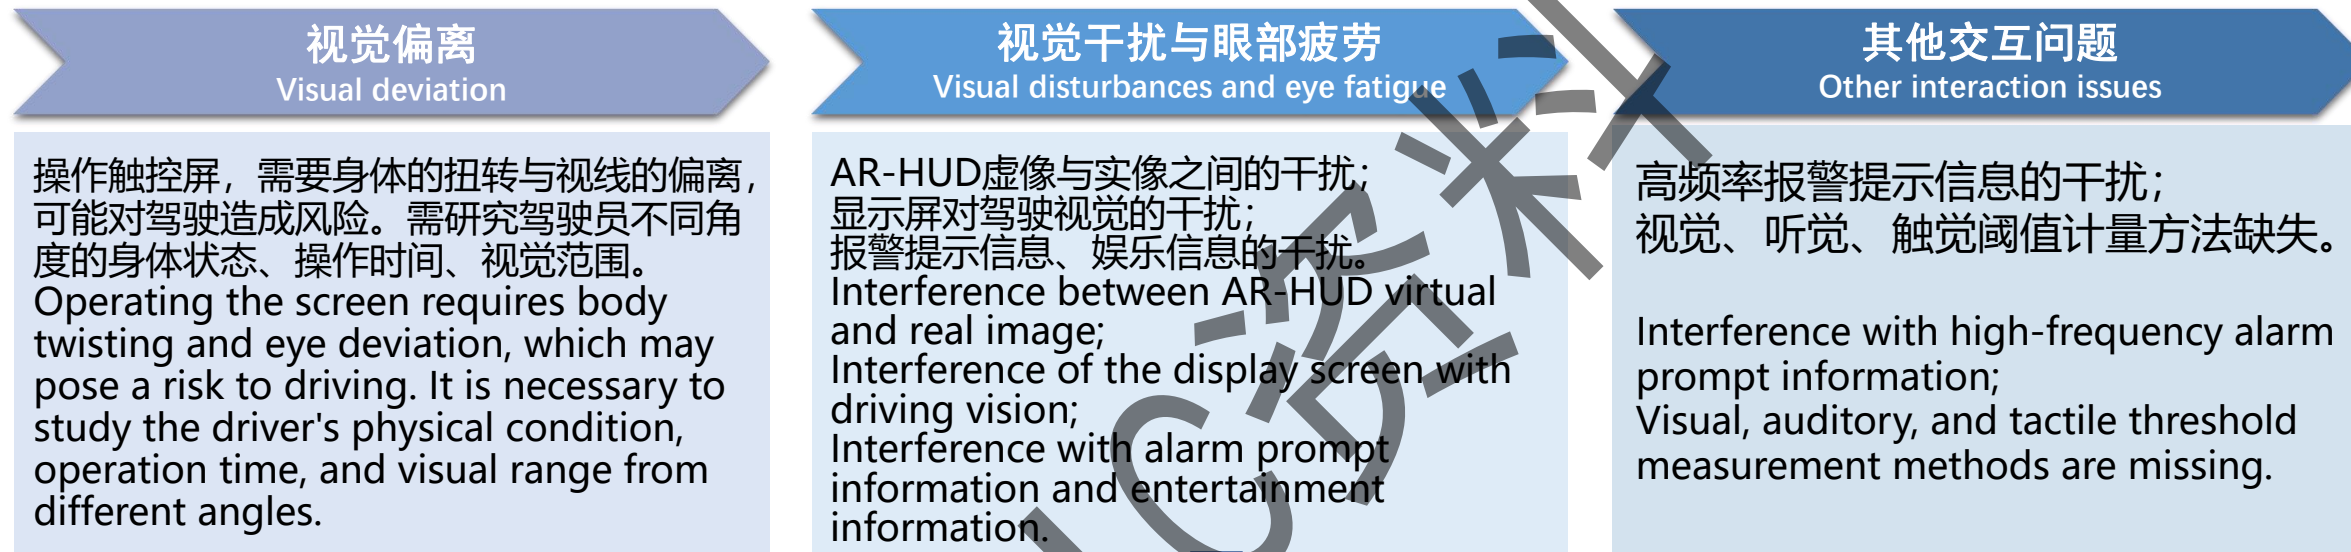 视觉偏离
Visual deviation
操作触控屏，需要身体的扭转与视线的偏离，
可能对驾驶造成风险。需研究驾驶员不同角
度的身体状态、操作时间、视觉范围。
Operating the screen requires body
twisting and eye deviation, which may
pose a risk to driving. It is necessary to
study the driver's physical condition,
operation time, and visual range from
different angles.
视觉干扰与眼部疲劳
Visual disturbances and eye fatigue
AR-HUD虚像与实像之间的干扰；
显示屏对驾驶视觉的干扰；
报警提示信息、娱乐信息的干扰。
Interference between AR-HUD virtual
and real image;
Interference of the display screen with
driving vision;
Interference with alarm prompt
information and entertainment
information.
其他交互问题
Other interaction issues
高频率报警提示信息的干扰；
视觉、听觉、触觉阈值计量方法缺失。
Interference with high-frequency alarm
prompt information;
Visual, auditory, and tactile threshold
measurement methods are missing.
C资料